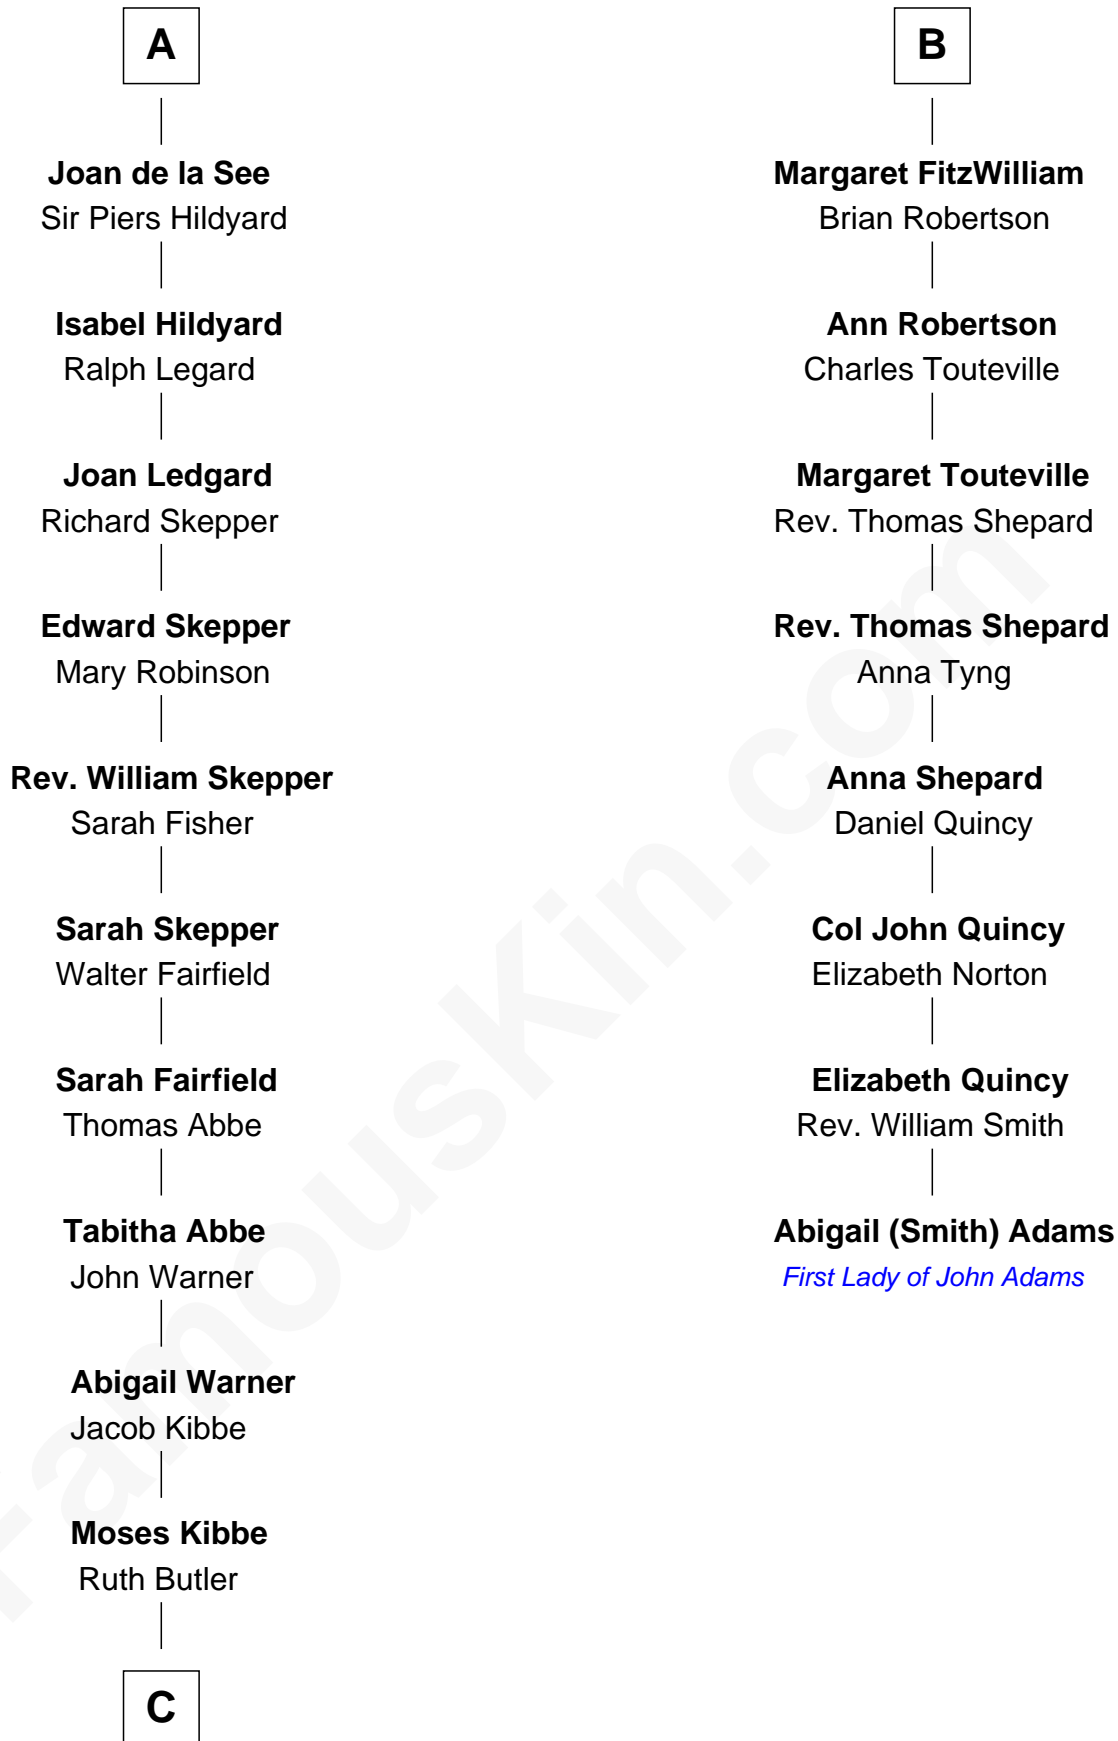 A
Joan de la See
Sir Piers Hildyard
Isabel Hildyard
Ralph Legard
Joan Ledgard
Richard Skepper
Edward Skepper
Mary Robinson
Rev. William Skepper
Sarah Fisher
Sarah Skepper
Walter Fairfield
Sarah Fairfield
Thomas Abbe
Tabitha Abbe
John Warner
Abigail Warner
Jacob Kibbe
Moses Kibbe
Ruth Butler
C
B
Margaret FitzWilliam
Brian Robertson
Ann Robertson
Charles Touteville
Margaret Touteville
Rev. Thomas Shepard
Rev. Thomas Shepard
Anna Tyng
Anna Shepard
Daniel Quincy
Col John Quincy
Elizabeth Norton
Elizabeth Quincy
Rev. William Smith
Abigail (Smith) Adams
First Lady of John Adams
FamousKin.com